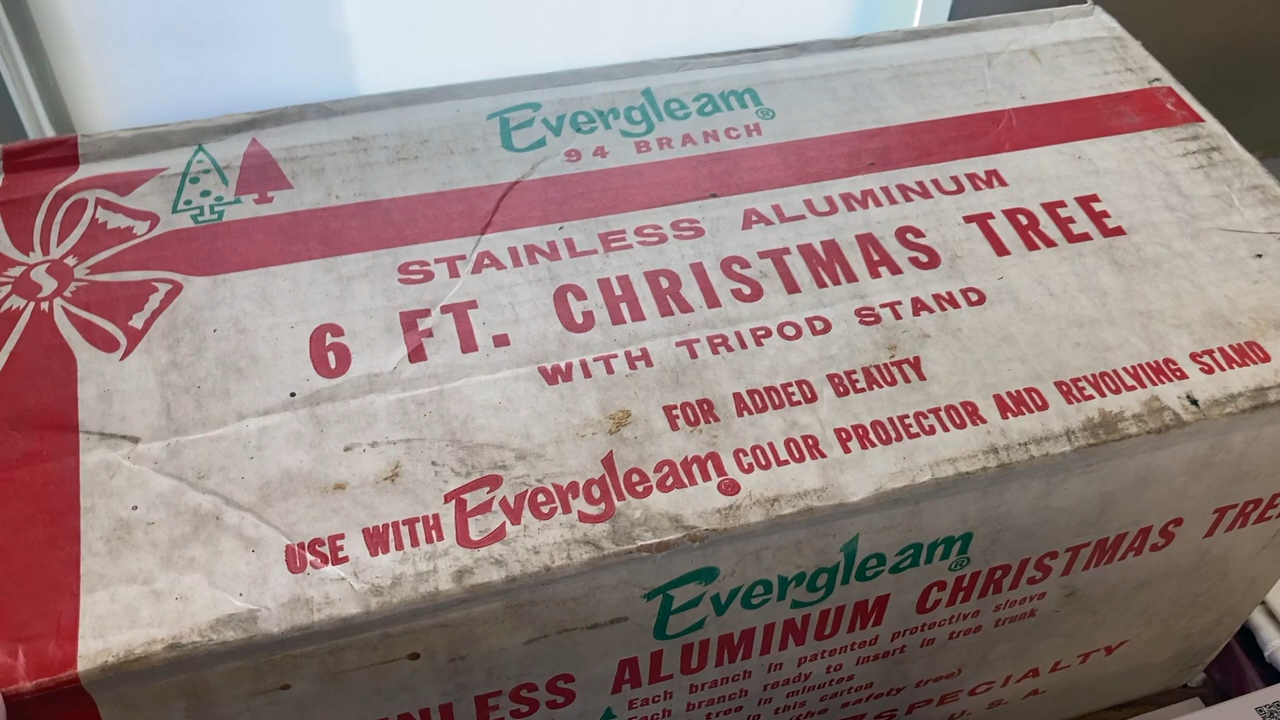 Evergleam®
94 BRANCH
STAINLESS ALUMINUM
6 FT. CHRISTMAS TREE
WITH TRIPOD STAND
FOR ADDED BEAUTY
USE WITH Evergleam® COLOR PROJECTOR AND REVOLVING STAND
Evergleam®
ALUMINUM CHRISTMAS
Each branch in patented protective sleeve
Each branch ready to insert in tree trunk
tree in minutes
in this carton
(the safety tree)
SPECIALTY
U. S. A.